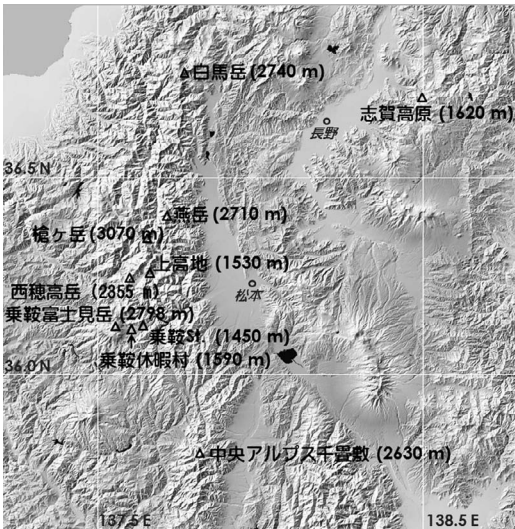 白馬岳 (2740 m)
志賀高原 (1620 m)
長野
36.5 N
燕岳 (2710 m)
槍ヶ岳 (3070 m)
上高地 (1530 m)
西穂高岳 (2355 m)
松本
乗鞍富士見岳 (2798 m)
乗鞍St. (1450 m)
乗鞍休暇村 (1590 m)
36.0 N
中央アルプス千畳敷 (2630 m)
137.5 E
138.5 E